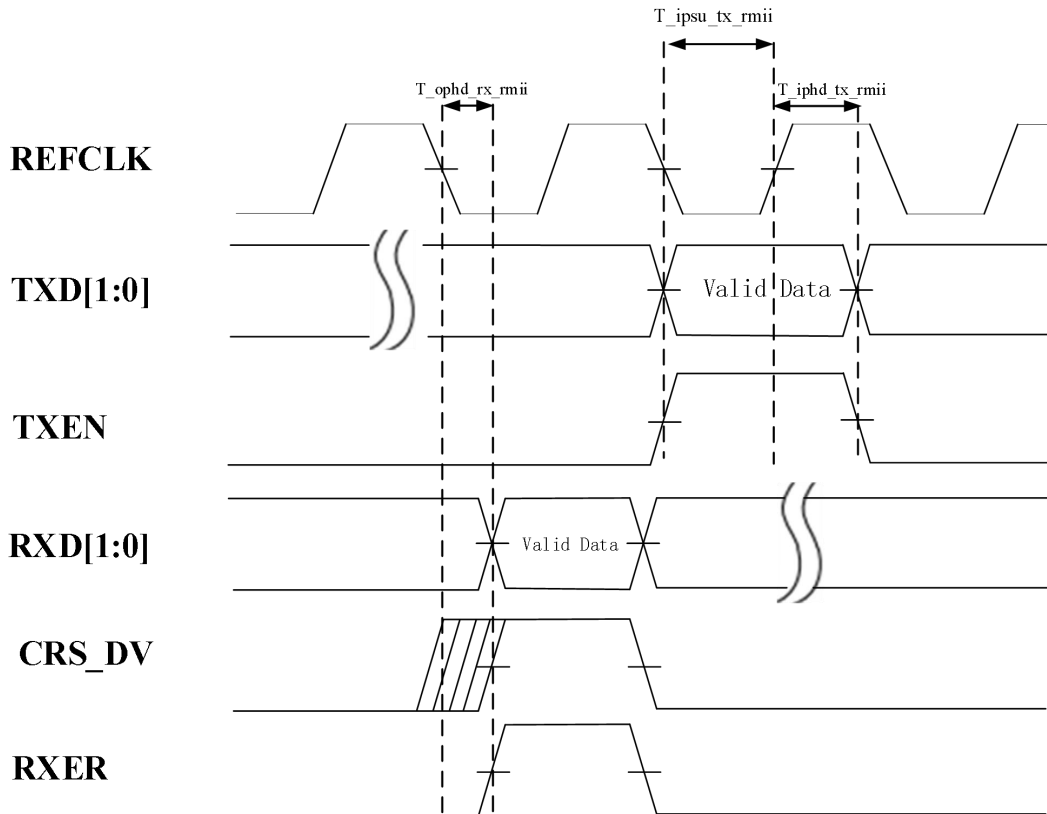 T_ipsu_tx_rmii
T_ophd_rx_rmii
T_iphd_tx_rmii
REFCLK
TXD[1:0]
Valid Data
TXEN
RXD[1:0]
Valid Data
CRS_DV
RXER